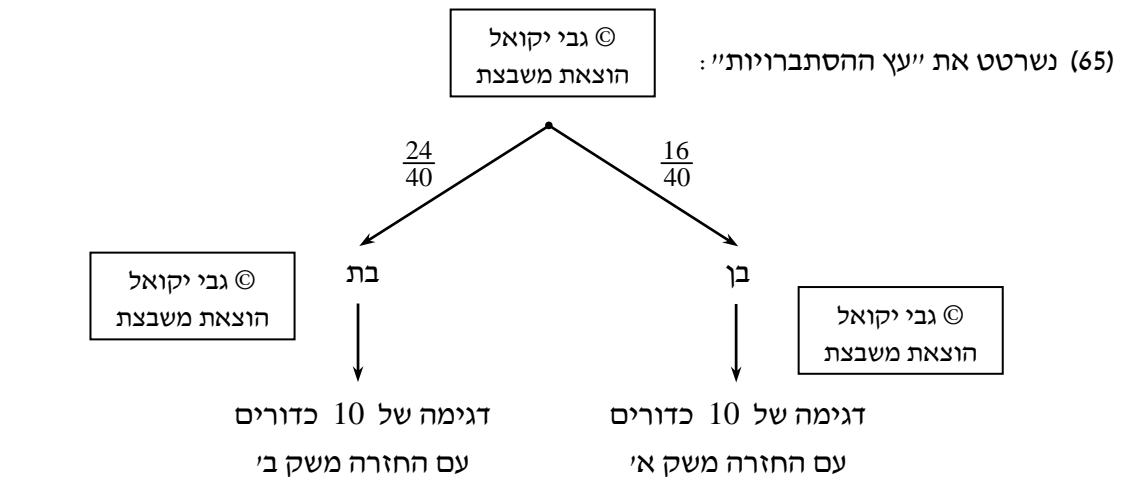 © גבי יקואל
הוצאת משבצת
(65) נשרטט את ״עץ ההסתברויות״:
16/40
24/40
בן
בת
© גבי יקואל
הוצאת משבצת
© גבי יקואל
הוצאת משבצת
דגימה של 10 כדורים
עם החזרה משק א׳
דגימה של 10 כדורים
עם החזרה משק ב׳